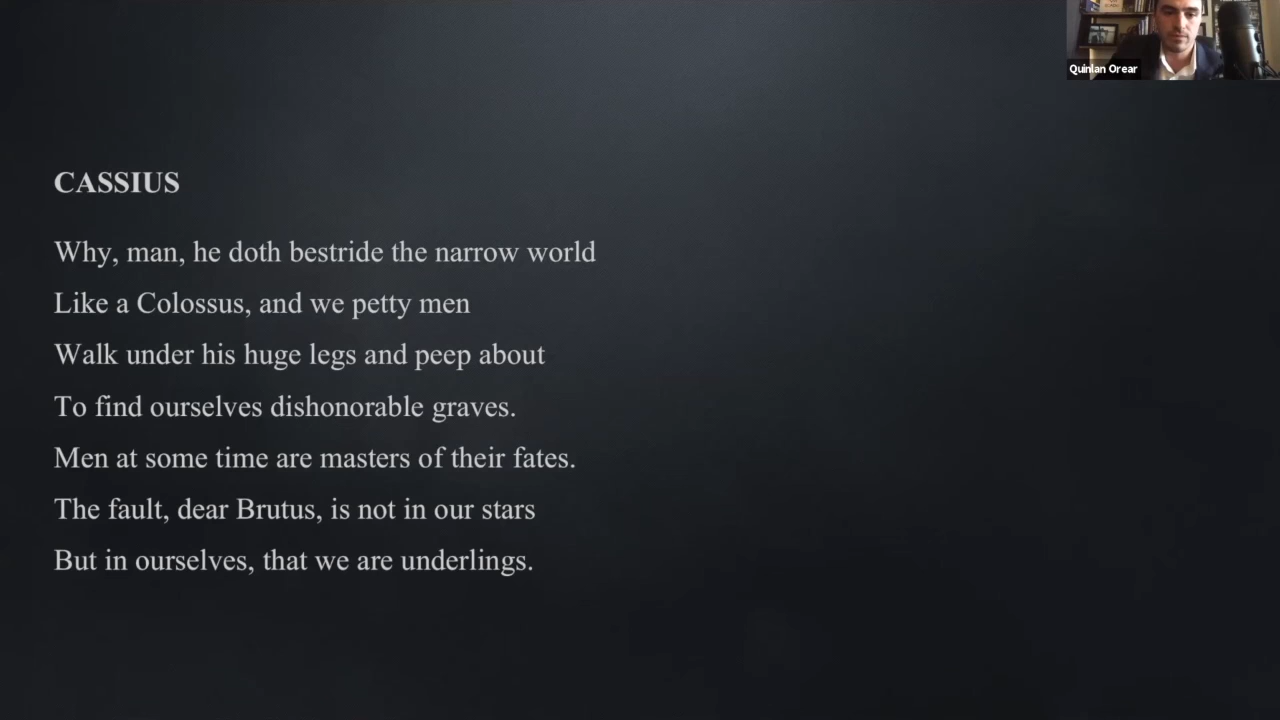 Quinlan Orear
CASSIUS
Why, man, he doth bestride the narrow world
Like a Colossus, and we petty men
Walk under his huge legs and peep about
To find ourselves dishonorable graves.
Men at some time are masters of their fates.
The fault, dear Brutus, is not in our stars
But in ourselves, that we are underlings.